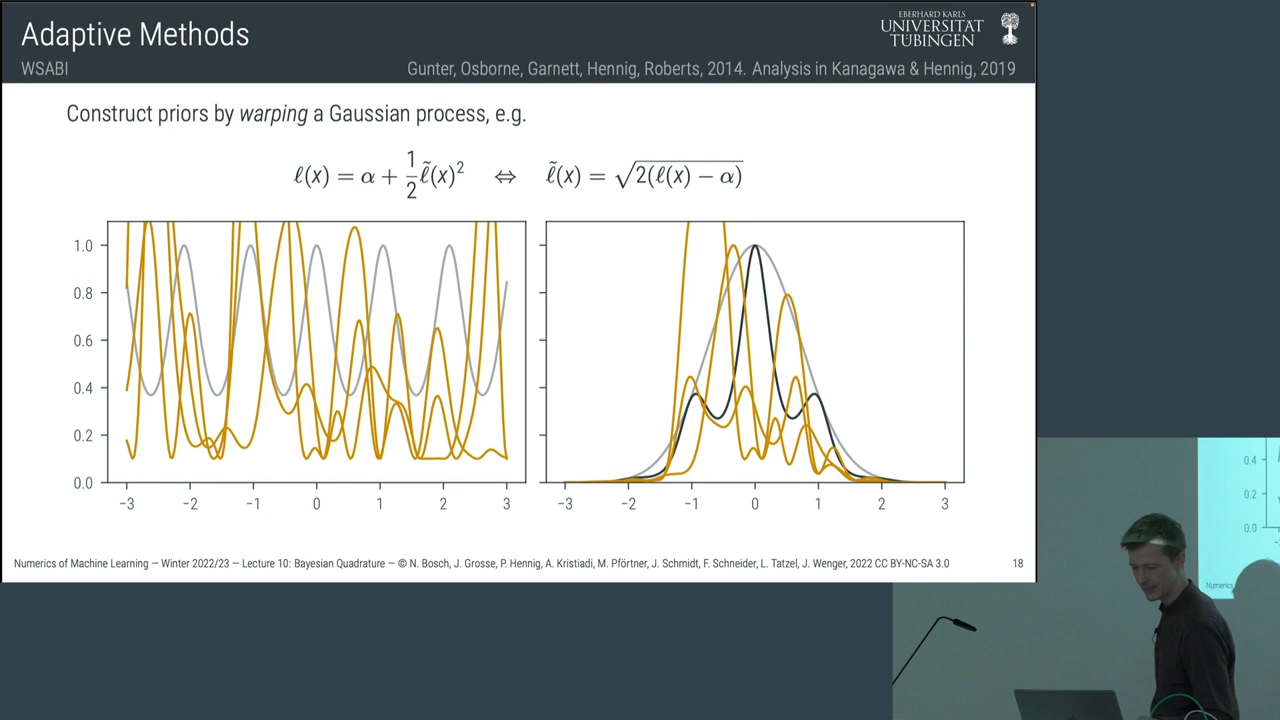 Adaptive Methods
EBERHARD KARLS
UNIVERSITÄT
TÜBINGEN
WSABI
Gunter, Osborne, Garnett, Hennig, Roberts, 2014. Analysis in Kanagawa & Hennig, 2019
Construct priors by warping a Gaussian process, e.g.
ℓ(x) = α + 1/2 ℓ̃(x)² ⇔ ℓ̃(x) = √2(ℓ(x) − α)
1.0
0.8
0.6
0.4
0.2
0.0
−3 −2 −1 0 1 2 3
−3 −2 −1 0 1 2 3
Numerics of Machine Learning — Winter 2022/23 — Lecture 10: Bayesian Quadrature — © N. Bosch, J. Grosse, P. Hennig, A. Kristiadi, M. Pförtner, J. Schmidt, F. Schneider, L. Tatzel, J. Wenger, 2022 CC BY-NC-SA 3.0
18
0.4
0.2
0.0
Numerics